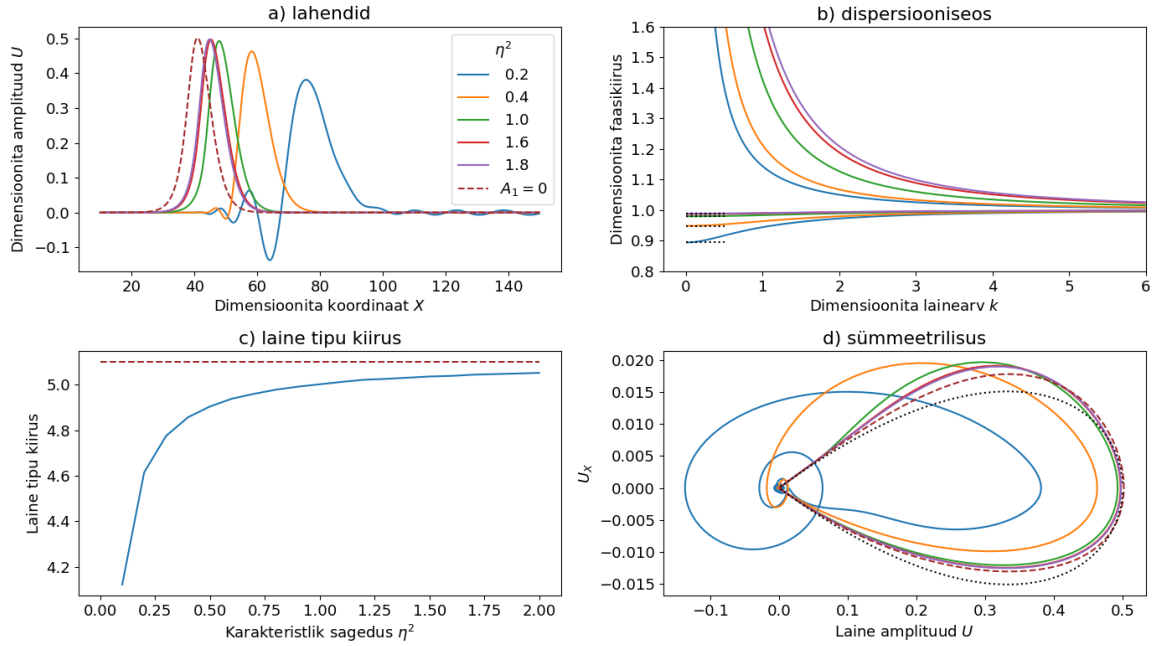 a) lahendid
Dimensioonita amplituud U
0.5
0.4
0.3
0.2
0.1
0.0
−0.1
20 40 60 80 100 120 140
Dimensioonita koordinaat X
η²
0.2
0.4
1.0
1.6
1.8
A₁ = 0
b) dispersiooniseos
Dimensioonita faasikiirus
1.6
1.5
1.4
1.3
1.2
1.1
1.0
0.9
0.8
0 1 2 3 4 5 6
Dimensioonita lainearv k
c) laine tipu kiirus
Laine tipu kiirus
5.0
4.8
4.6
4.4
4.2
0.00 0.25 0.50 0.75 1.00 1.25 1.50 1.75 2.00
Karakteristlik sagedus η²
d) sümmeetrilisus
U_X
0.020
0.015
0.010
0.005
0.000
−0.005
−0.010
−0.015
−0.1 0.0 0.1 0.2 0.3 0.4 0.5
Laine amplituud U